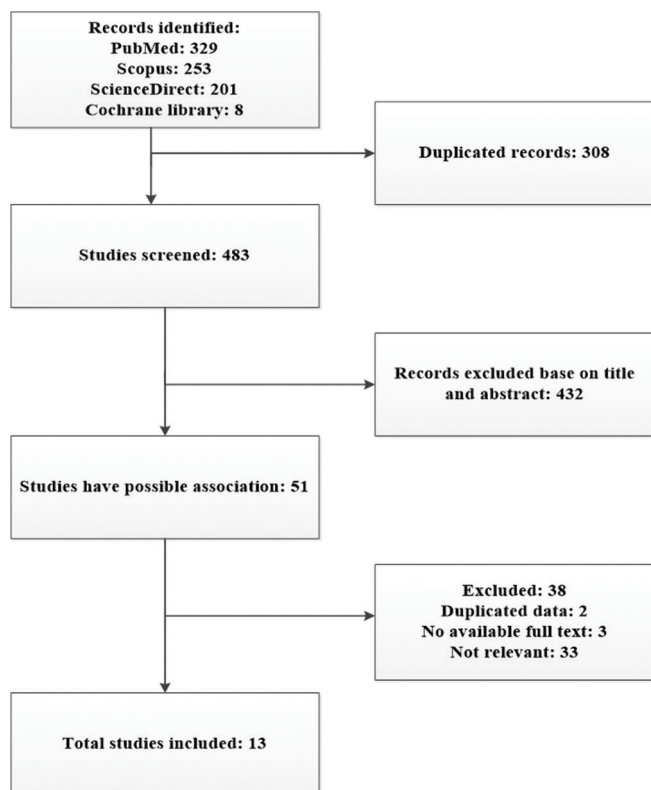 Records identified:
PubMed: 329
Scopus: 253
ScienceDirect: 201
Cochrane library: 8
Duplicated records: 308
Studies screened: 483
Records excluded base on title
and abstract: 432
Studies have possible association: 51
Excluded: 38
Duplicated data: 2
No available full text: 3
Not relevant: 33
Total studies included: 13